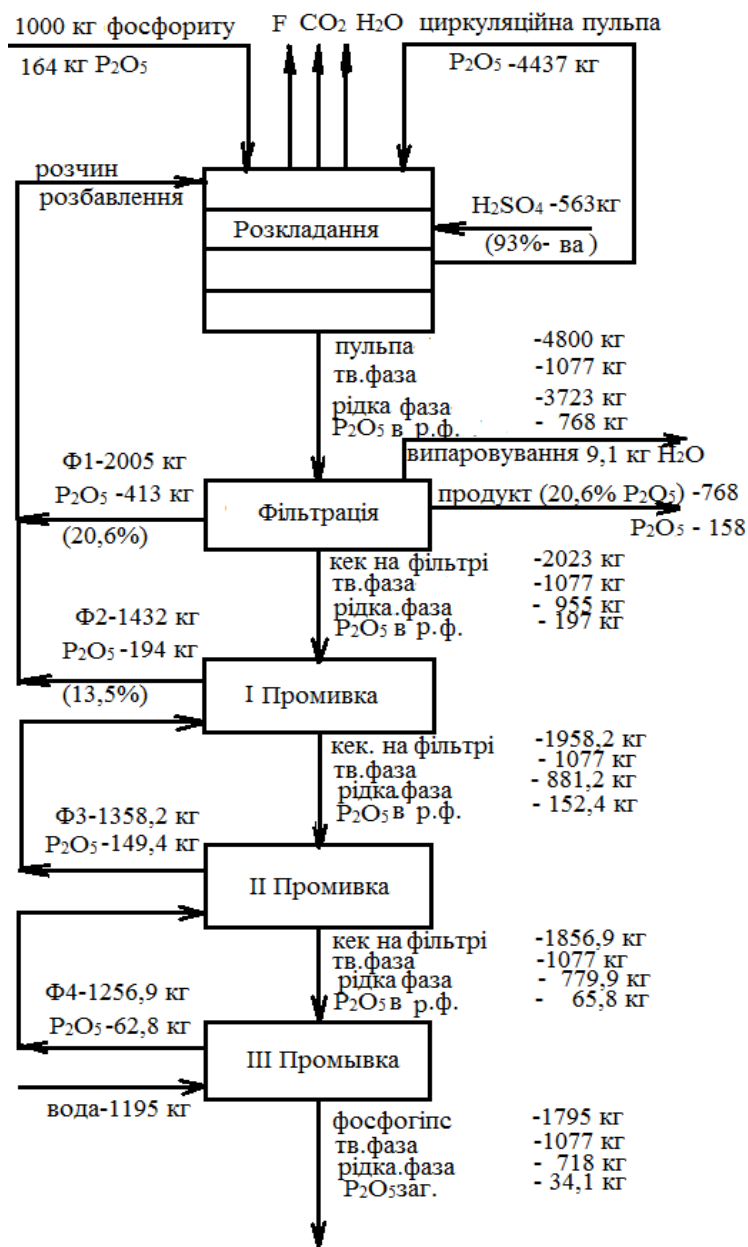 1000 кг фосфориту
164 кг P₂O₅
F CO₂ H₂O
циркуляційна пульпа
P₂O₅ -4437 кг
розчин
розбавлення
H₂SO₄ -563кг
(93%- ва )
Розкладання
пульпа -4800 кг
тв.фаза -1077 кг
рідка фаза -3723 кг
P₂O₅ в р.ф. - 768 кг
випаровування 9,1 кг H₂O
Ф1-2005 кг
P₂O₅ -413 кг
(20,6%)
Фільтрація
продукт (20,6% P₂O₅) -768
P₂O₅ - 158
кек на фільтрі -2023 кг
тв.фаза -1077 кг
рідка.фаза - 955 кг
P₂O₅ в р.ф. - 197 кг
Ф2-1432 кг
P₂O₅ -194 кг
(13,5%)
I Промивка
кек. на фільтрі -1958,2 кг
тв.фаза - 1077 кг
рідка.фаза - 881,2 кг
P₂O₅ в р.ф. - 152,4 кг
Ф3-1358,2 кг
P₂O₅ -149,4 кг
II Промивка
кек на фільтрі -1856,9 кг
тв.фаза -1077 кг
рідка фаза - 779,9 кг
P₂O₅ в р.ф. - 65,8 кг
Ф4-1256,9 кг
P₂O₅ -62,8 кг
III Промывка
вода-1195 кг
фосфогіпс -1795 кг
тв.фаза -1077 кг
рідка.фаза - 718 кг
P₂O₅заг. - 34,1 кг